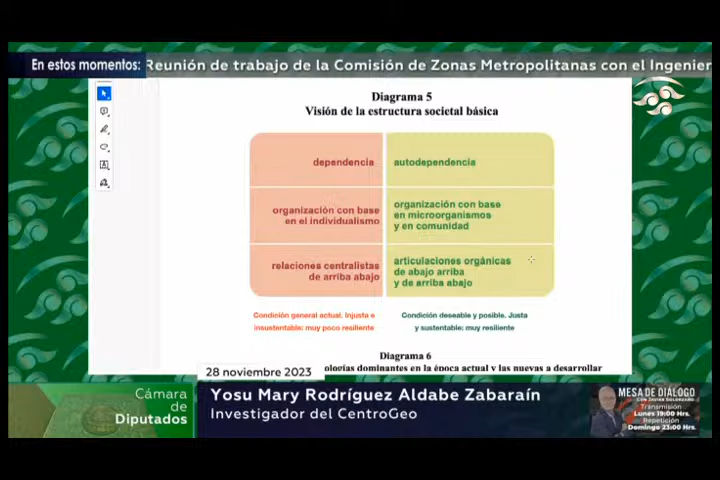 En estos momentos: Reunión de trabajo de la Comisión de Zonas Metropolitanas con el Ingenier
Diagrama 5
Visión de la estructura societal básica
dependencia
autodependencia
organización con base
en el individualismo
organización con base
en microorganismos
y en comunidad
relaciones centralistas
de arriba abajo
articulaciones orgánicas
de abajo arriba
y de arriba abajo
Condición general actual. Injusta e
insustentable: muy poco resiliente
Condición deseable y posible. Justa
y sustentable: muy resiliente
Diagrama 6
ologías dominantes en la época actual y las nuevas a desarrollar
28 noviembre 2023
Cámara
de
Diputados
Yosu Mary Rodríguez Aldabe Zabaraín
Investigador del CentroGeo
MESA DE DIÁLOGO
CON JAVIER SOLÓRZANO
Transmisión
Lunes 19:00 Hrs.
Repetición
Domingo 23:00 Hrs.